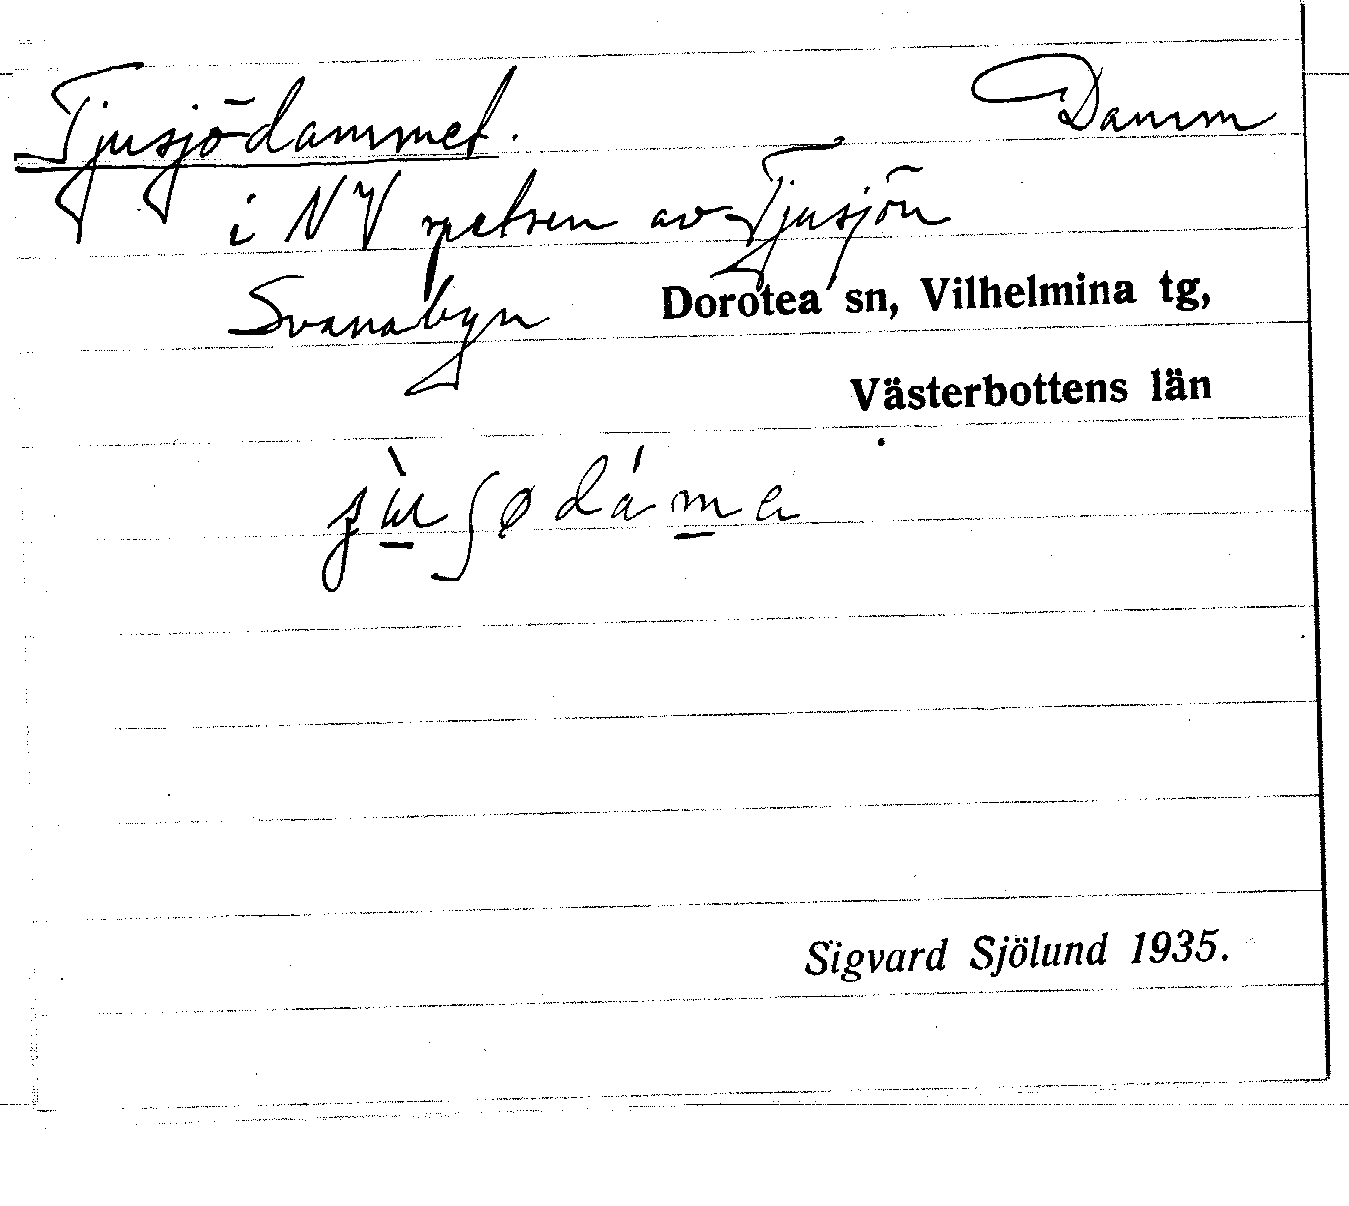 Tjusjödammet. Damm
i NV spetsen av Tjusjön
Svanabyn Dorotea sn, Vilhelmina tg,
Västerbottens län
Sigvard Sjölund 1935.